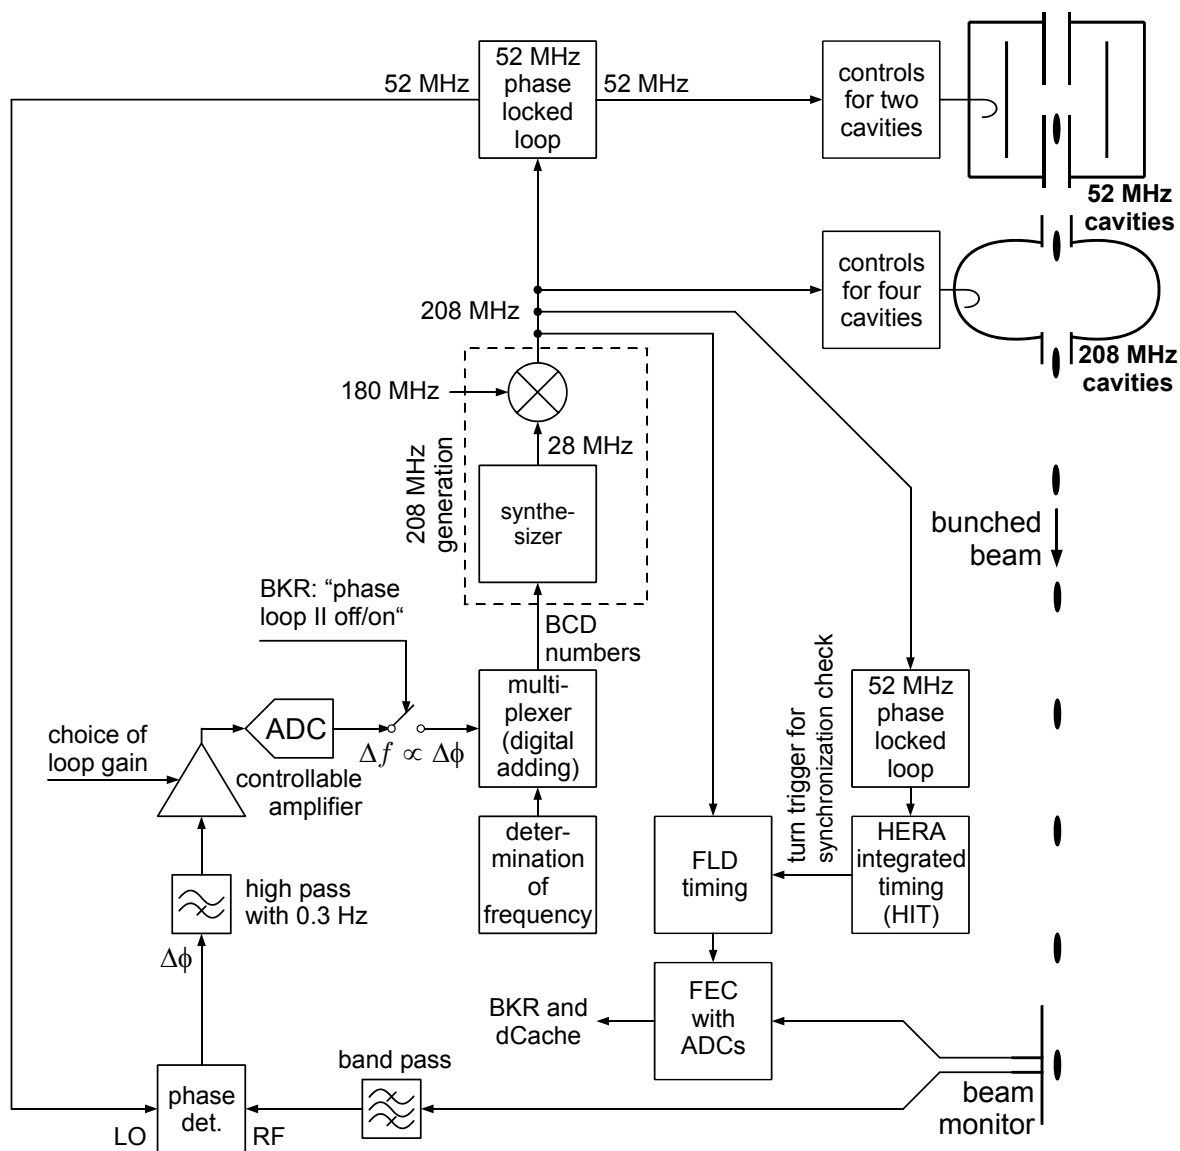 52 MHz
phase
locked
loop
52 MHz
52 MHz
controls
for two
cavities
52 MHz
cavities
controls
for four
cavities
208 MHz
208 MHz
cavities
180 MHz
28 MHz
208 MHz
generation
synthe-
sizer
bunched
beam
BKR: “phase
loop II off/on“
BCD
numbers
multi-
plexer
(digital
adding)
52 MHz
phase
locked
loop
ADC
Δf ∝ Δϕ
choice of
loop gain
controllable
amplifier
turn trigger for
synchronization check
deter-
mination
of
frequency
FLD
timing
HERA
integrated
timing
(HIT)
high pass
with 0.3 Hz
Δϕ
FEC
with
ADCs
BKR and
dCache
band pass
phase
det.
LO
RF
beam
monitor